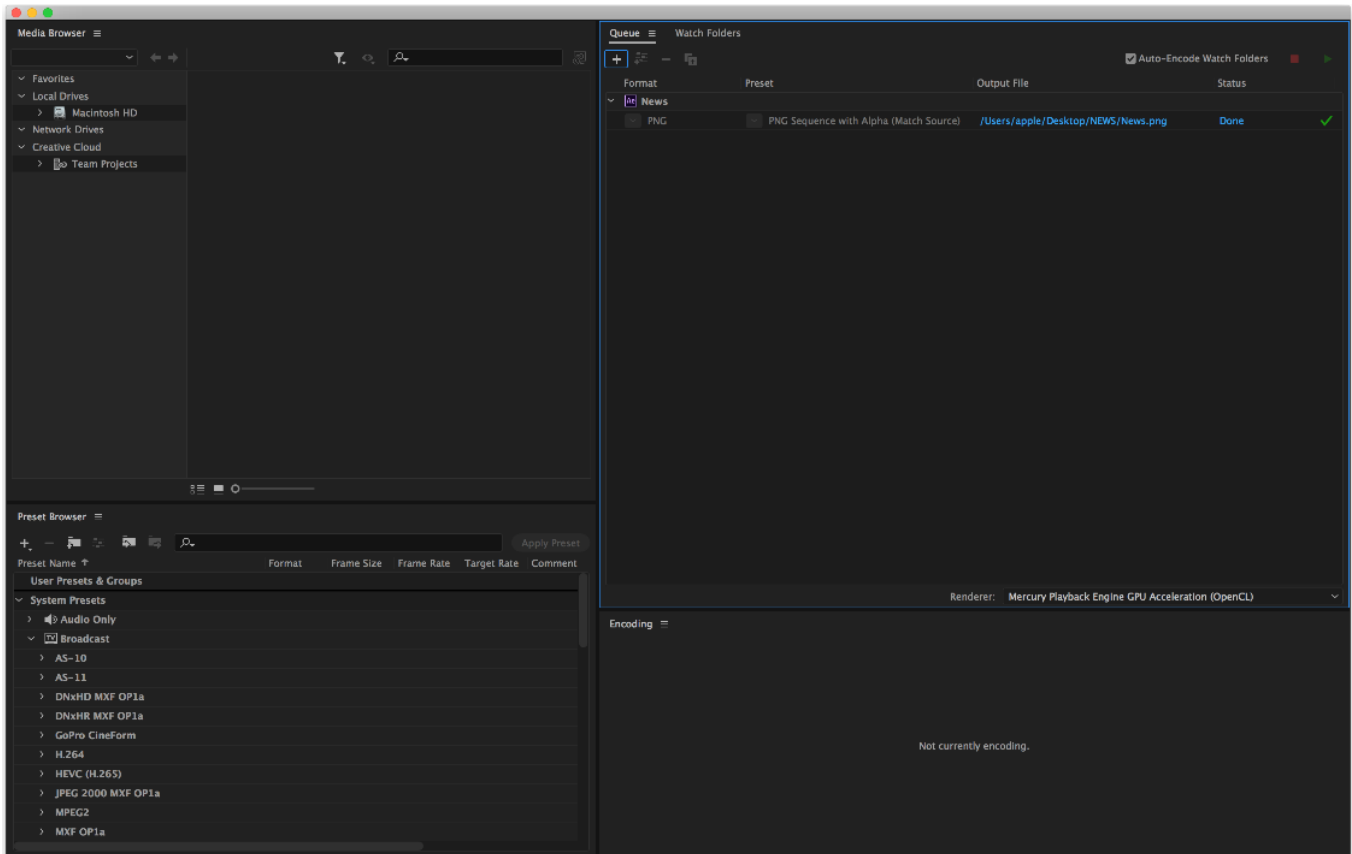 Media Browser
Favorites
Local Drives
Macintosh HD
Network Drives
Creative Cloud
Team Projects
Queue Watch Folders
Auto-Encode Watch Folders
Format Preset Output File Status
Ae News
PNG PNG Sequence with Alpha (Match Source) /Users/apple/Desktop/NEWS/News.png Done
Renderer: Mercury Playback Engine GPU Acceleration (OpenCL)
Preset Browser
Apply Preset
Preset Name Format Frame Size Frame Rate Target Rate Comment
User Presets & Groups
System Presets
Audio Only
TV Broadcast
AS-10
AS-11
DNxHD MXF OP1a
DNxHR MXF OP1a
GoPro CineForm
H.264
HEVC (H.265)
JPEG 2000 MXF OP1a
MPEG2
MXF OP1a
Encoding
Not currently encoding.